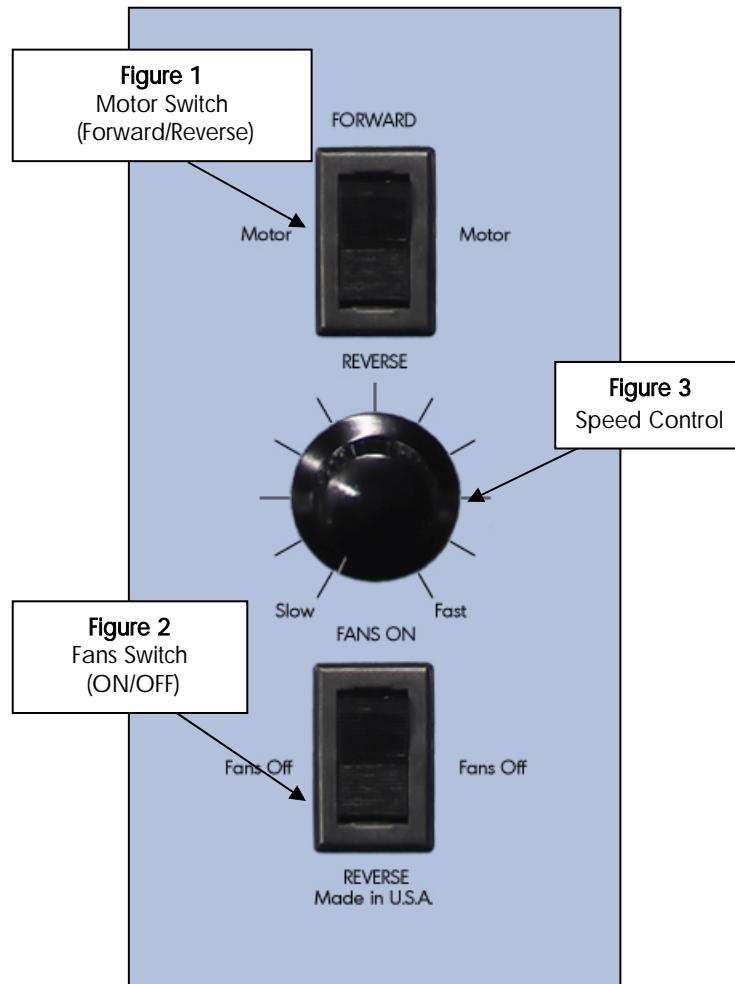 Figure 1
Motor Switch
(Forward/Reverse)
FORWARD
Motor
Motor
REVERSE
Figure 3
Speed Control
Slow
Fast
Figure 2
Fans Switch
(ON/OFF)
FANS ON
Fans Off
Fans Off
REVERSE
Made in U.S.A.